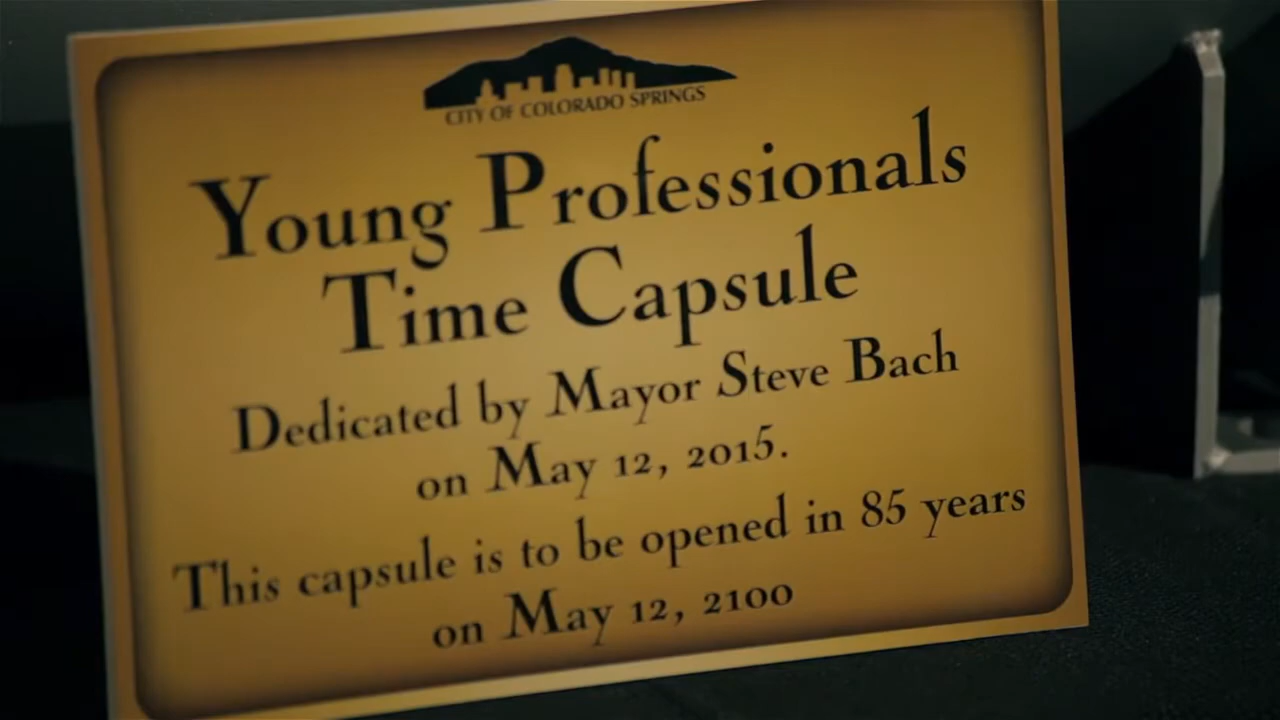 CITY OF COLORADO SPRINGS
Young Professionals
Time Capsule
Dedicated by Mayor Steve Bach
on May 12, 2015.
This capsule is to be opened in 85 years
on May 12, 2100